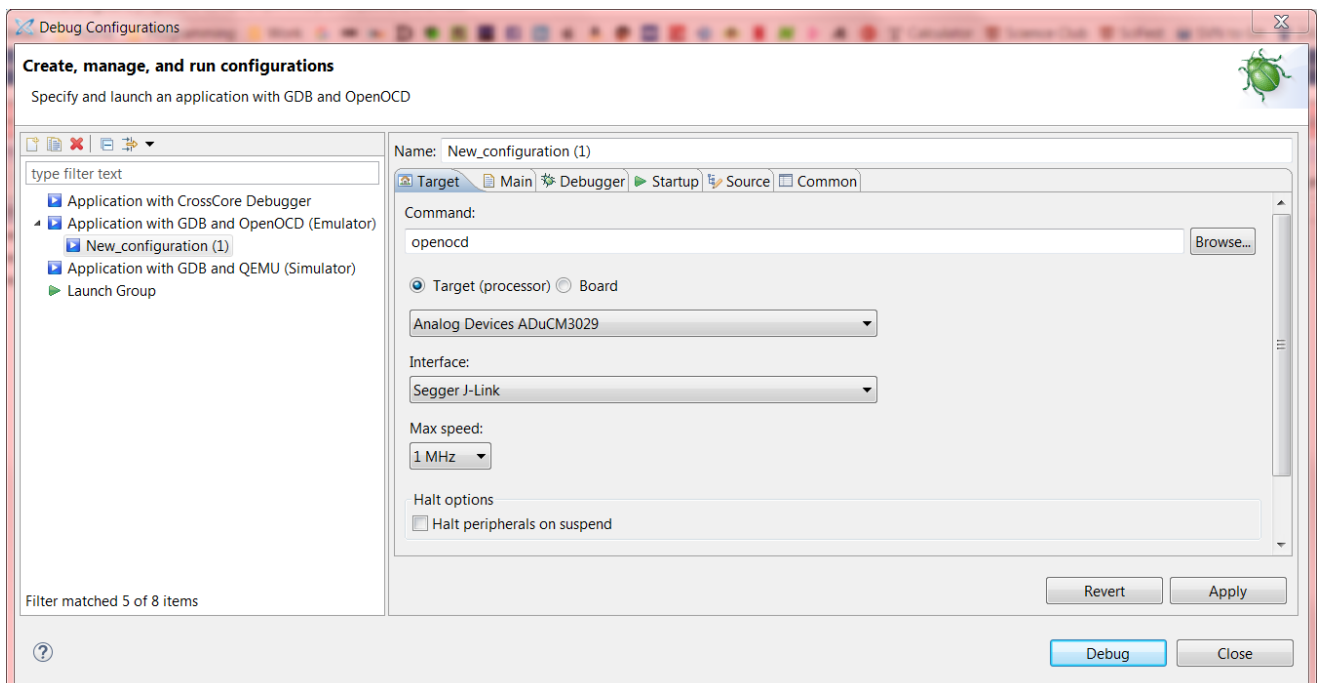 Debug Configurations
Create, manage, and run configurations
Specify and launch an application with GDB and OpenOCD
type filter text
Application with CrossCore Debugger
Application with GDB and OpenOCD (Emulator)
New_configuration (1)
Application with GDB and QEMU (Simulator)
Launch Group
Filter matched 5 of 8 items
Name: New_configuration (1)
Target Main Debugger Startup Source Common
Command:
openocd Browse...
Target (processor) Board
Analog Devices ADuCM3029
Interface:
Segger J-Link
Max speed:
1 MHz
Halt options
Halt peripherals on suspend
Revert Apply
Debug Close